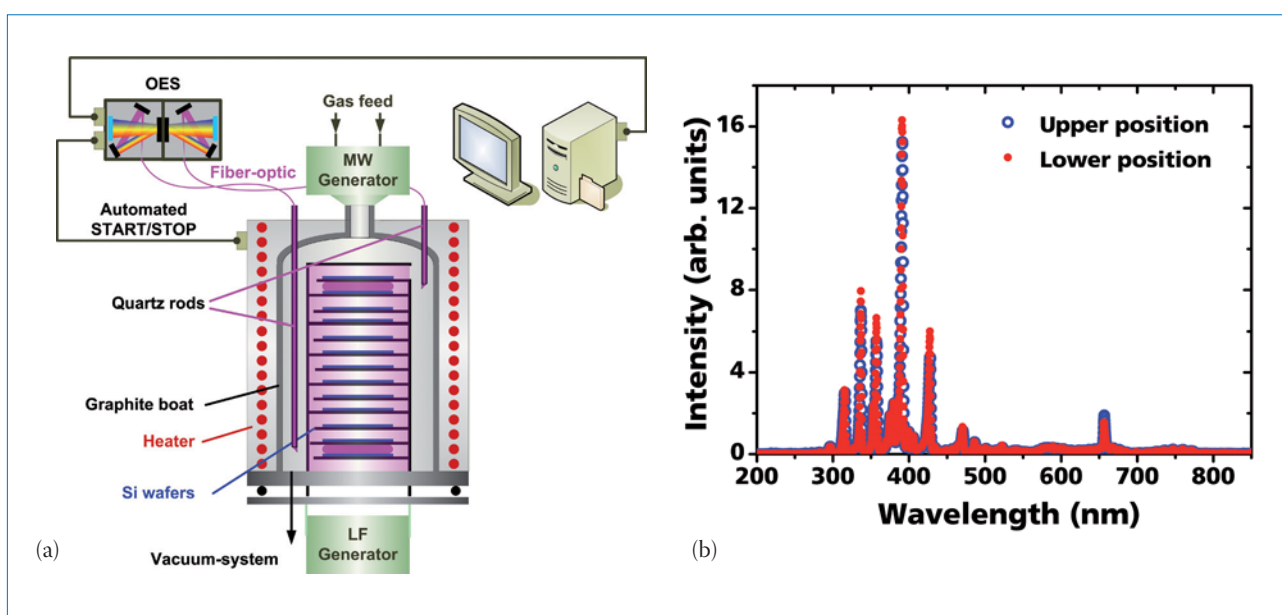 OES
Gas feed
MW
Generator
Fiber-optic
Automated
START/STOP
Quartz rods
Graphite boat
Heater
Si wafers
Vacuum-system
LF
Generator
(a)
Intensity (arb. units)
16
12
8
4
0
Upper position
Lower position
200 300 400 500 600 700 800
Wavelength (nm)
(b)